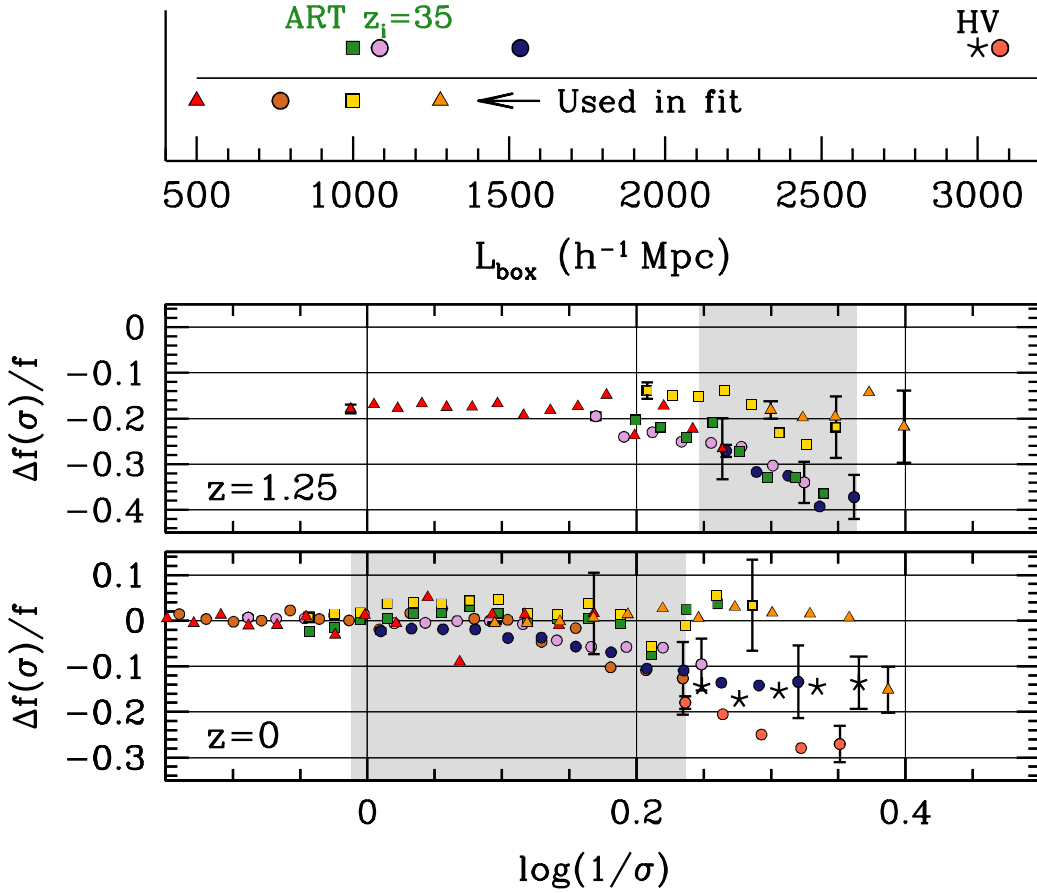 ART z_i=35
HV
Used in fit
500 1000 1500 2000 2500 3000
L_box (h⁻¹ Mpc)
Δf(σ)/f
0
−0.1
−0.2
−0.3
−0.4
z=1.25
Δf(σ)/f
0.1
0
−0.1
−0.2
−0.3
z=0
0 0.2 0.4
log(1/σ)